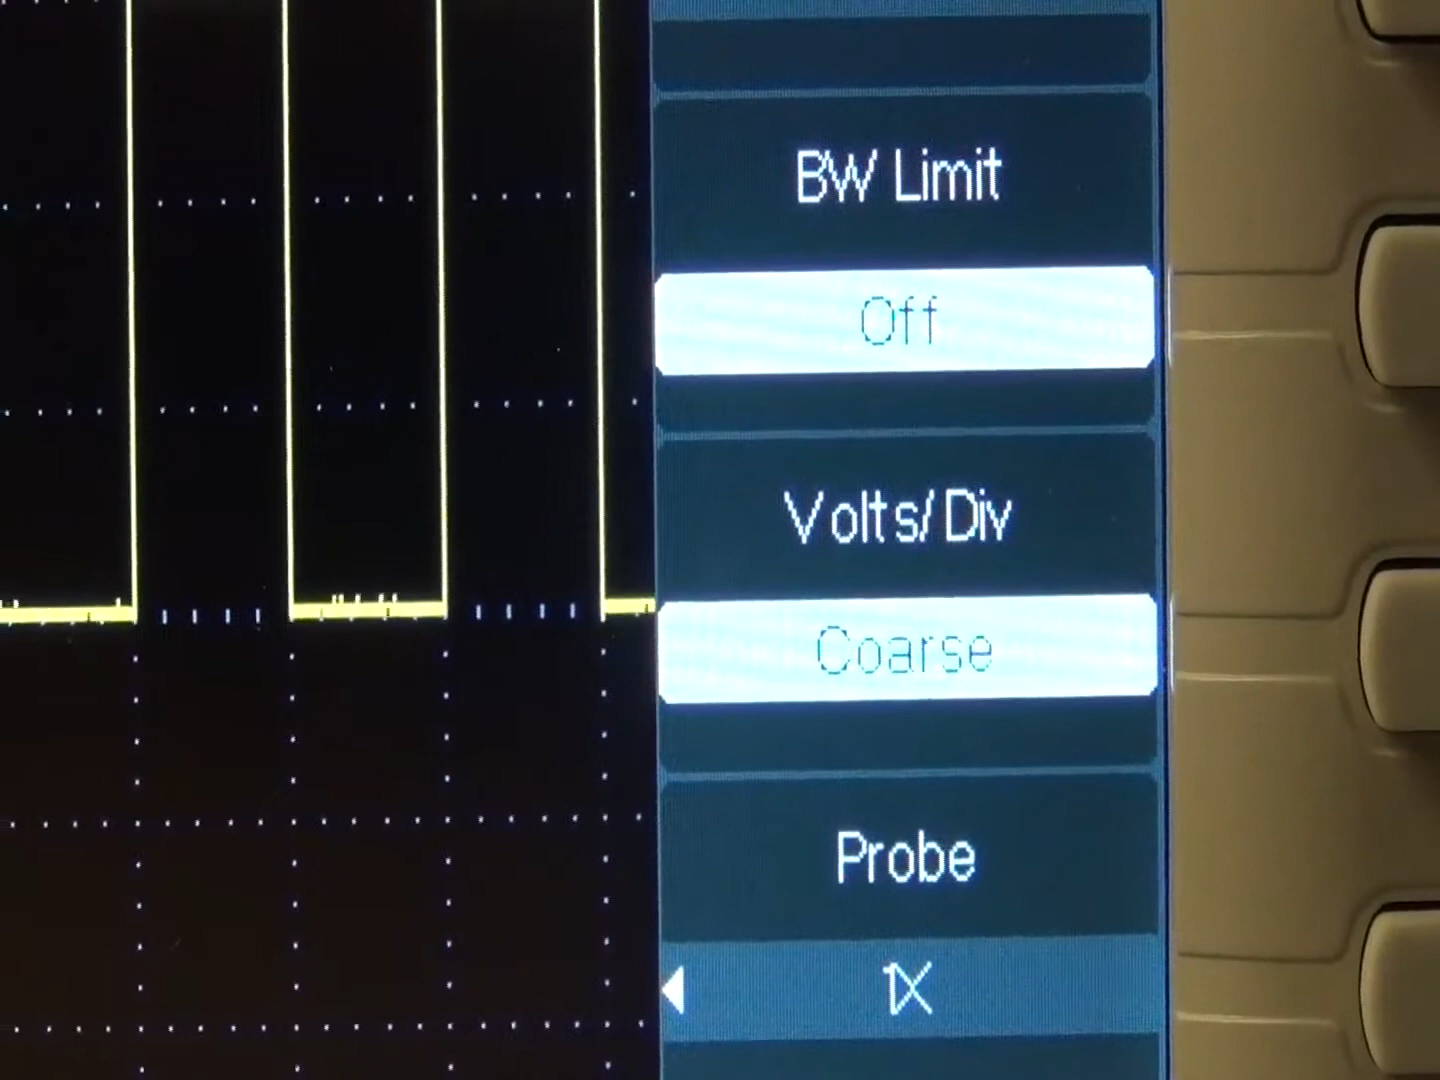 BW Limit
Off
Volts/Div
Coarse
Probe
1X